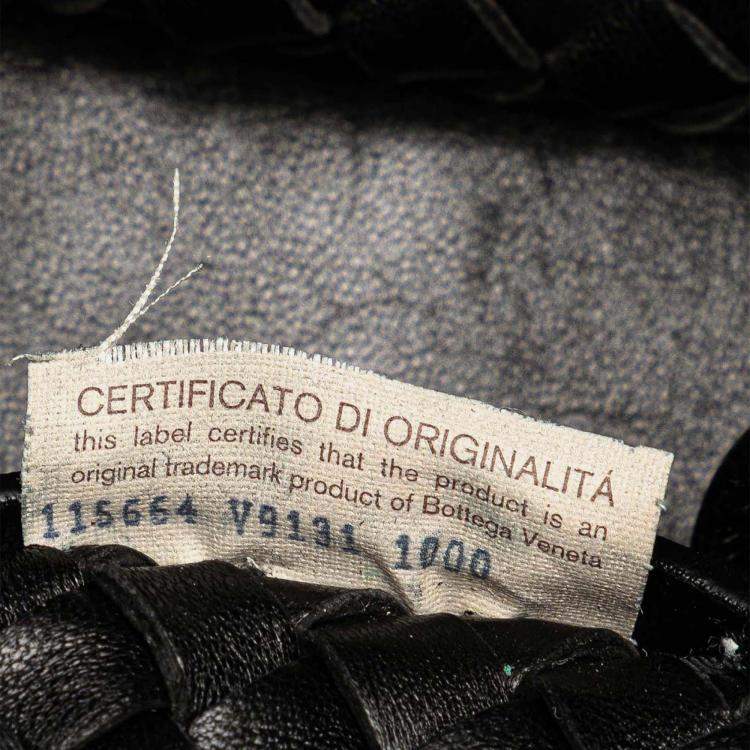 CERTIFICATO DI ORIGINALITÁ
this label certifies that the product is an
original trademark product of Bottega Veneta
115664 V9131 1000